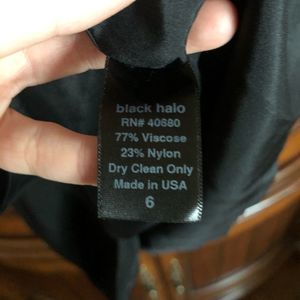 black halo
RN# 40680
77% Viscose
23% Nylon
Dry Clean Only
Made in USA
6